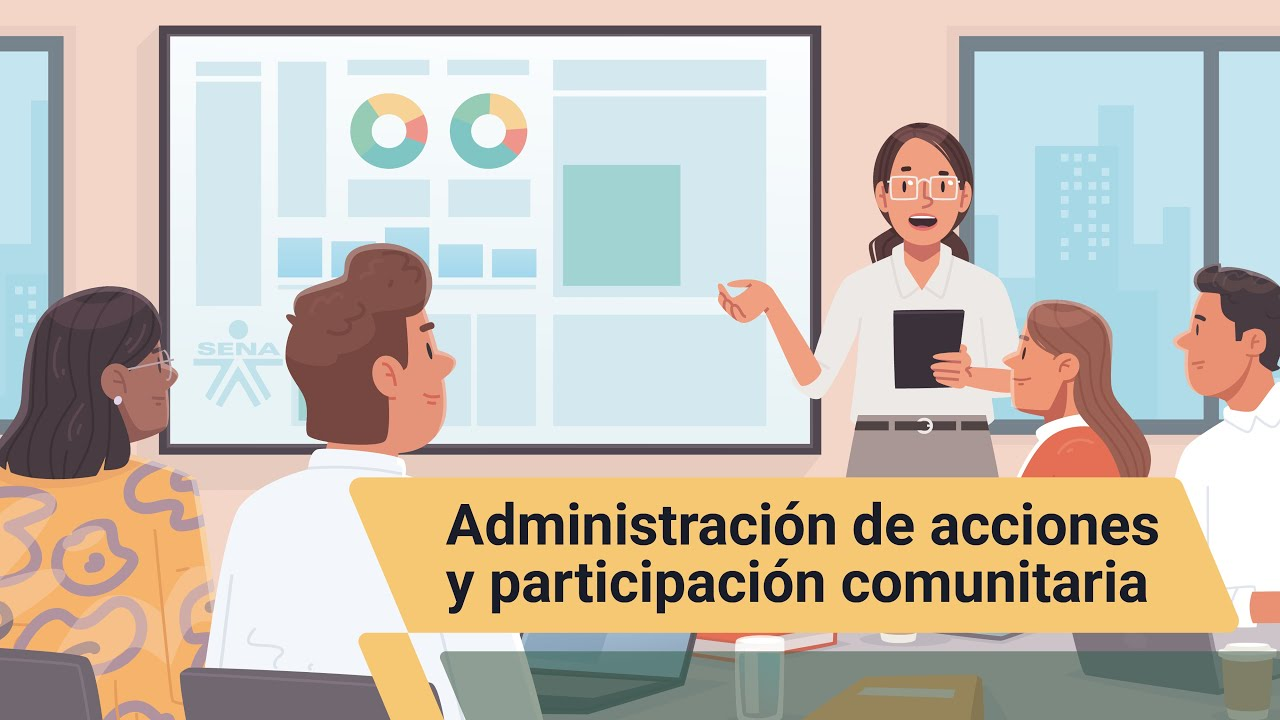 SENA
Administración de acciones
y participación comunitaria